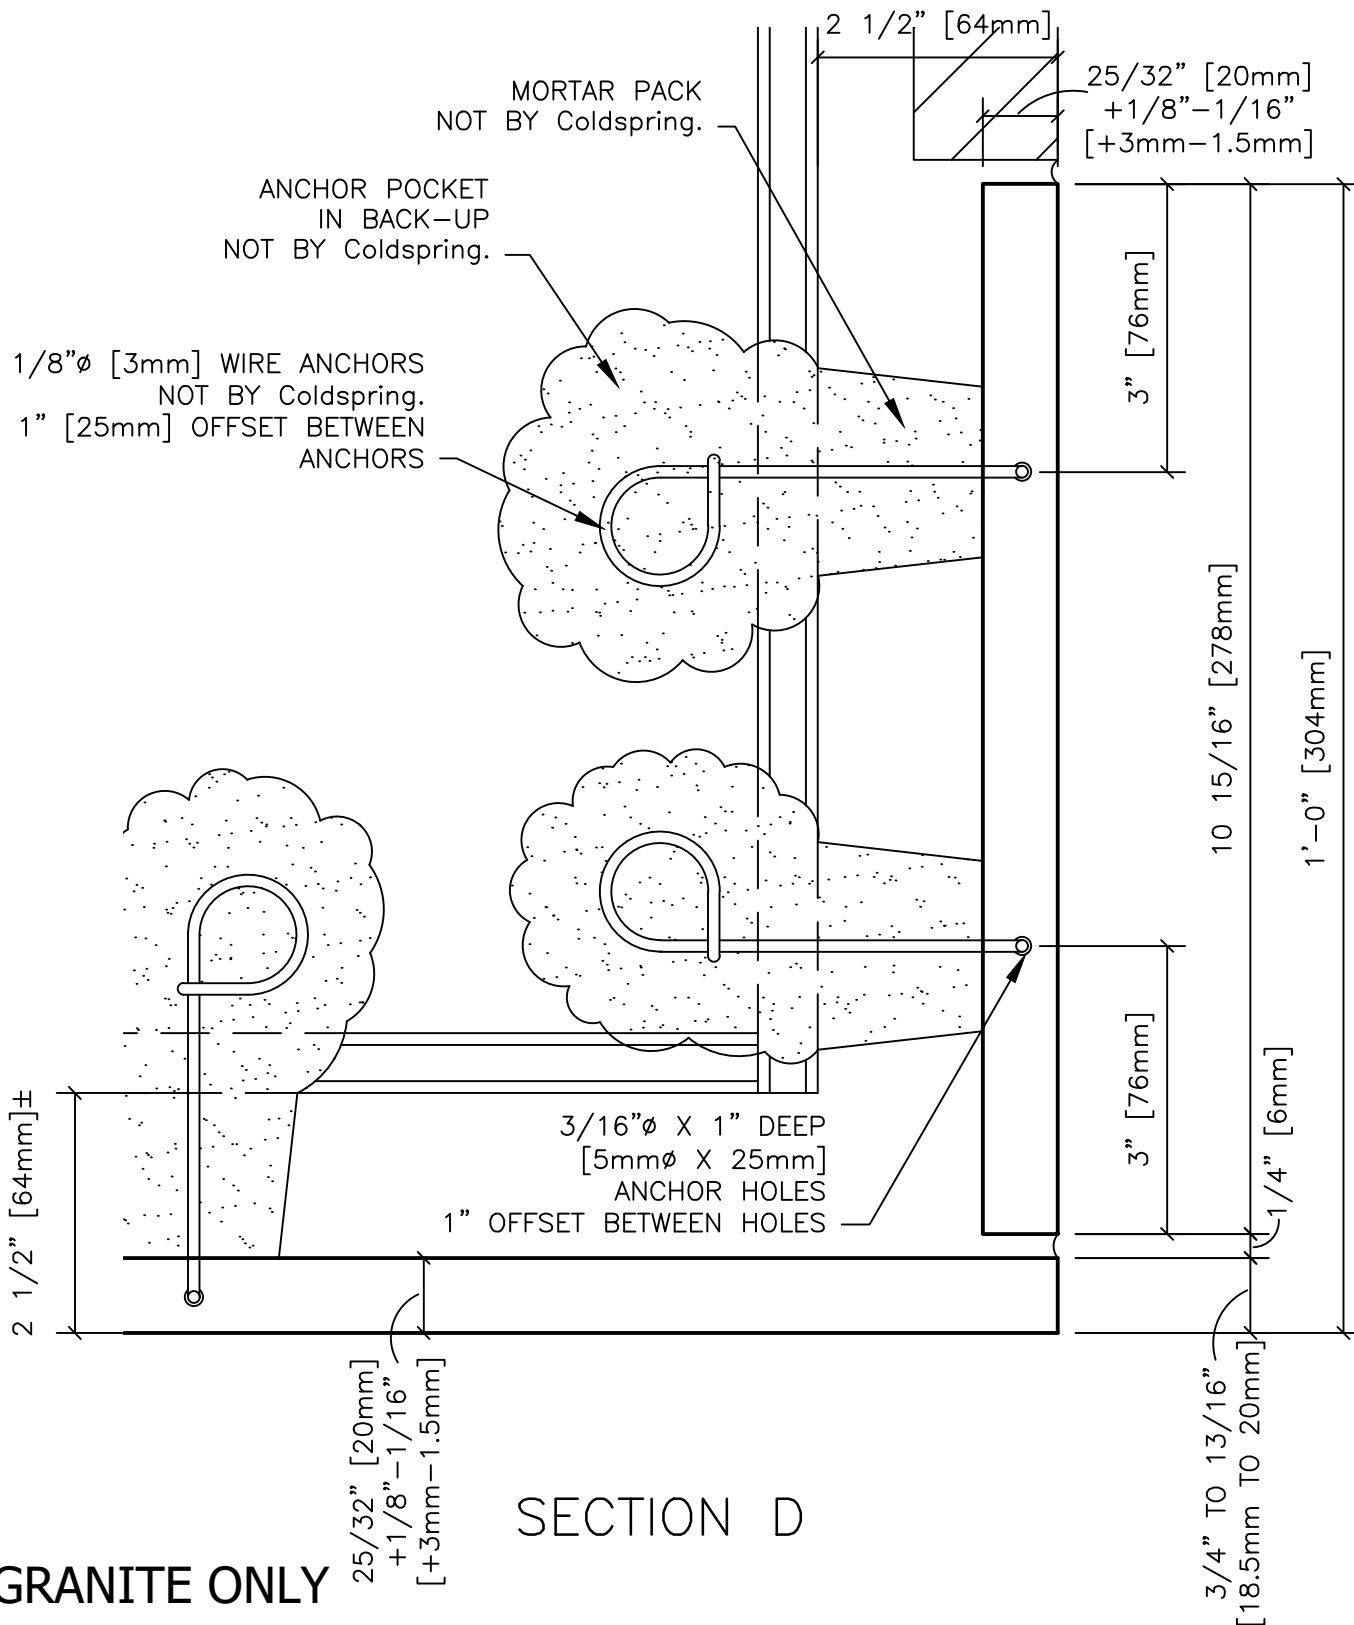 2 1/2” [64mm]
25/32” [20mm]
+1/8”−1/16”
[+3mm−1.5mm]
MORTAR PACK
NOT BY Coldspring.
ANCHOR POCKET
IN BACK−UP
NOT BY Coldspring.
1/8”ø [3mm] WIRE ANCHORS
NOT BY Coldspring.
1” [25mm] OFFSET BETWEEN
ANCHORS
3” [76mm]
10 15/16” [278mm]
1’−0” [304mm]
3” [76mm]
1/4” [6mm]
3/16”ø X 1” DEEP
[5mmø X 25mm]
ANCHOR HOLES
1” OFFSET BETWEEN HOLES
2 1/2” [64mm]±
25/32” [20mm]
+1/8”−1/16”
[+3mm−1.5mm]
3/4” TO 13/16”
[18.5mm TO 20mm]
SECTION D
GRANITE ONLY